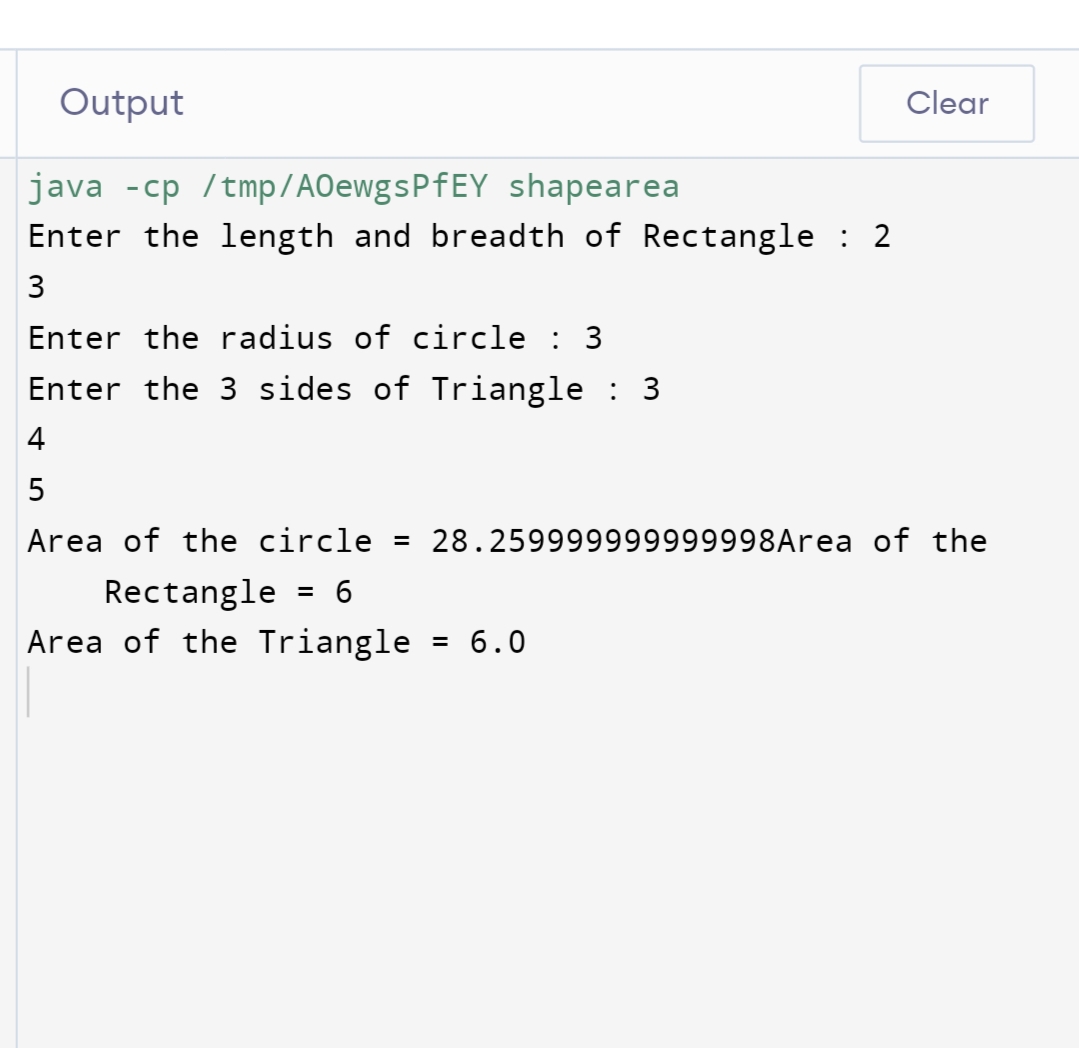 Output
Clear
java -cp /tmp/AOewgsPfEY shapearea
Enter the length and breadth of Rectangle : 2
3
Enter the radius of circle : 3
Enter the 3 sides of Triangle : 3
4
5
Area of the circle = 28.259999999999998Area of the
Rectangle = 6
Area of the Triangle = 6.0